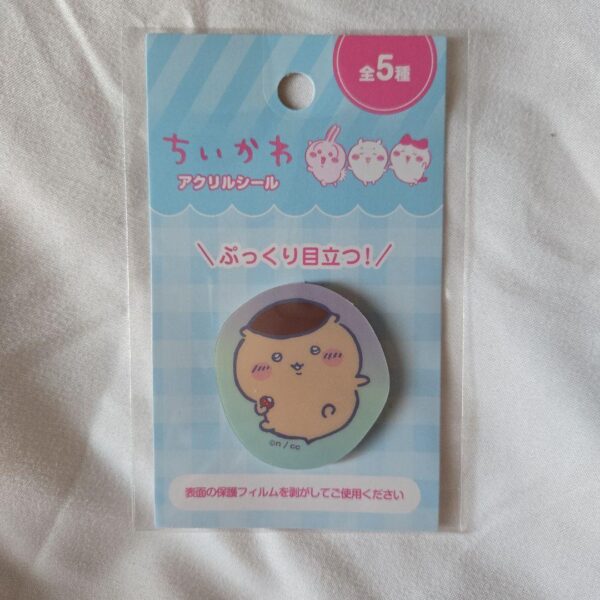 全5種
ちいかわ
アクリルシール
\ぷっくり目立つ!/
©n/cc
表面の保護フィルムを剥がしてご使用ください